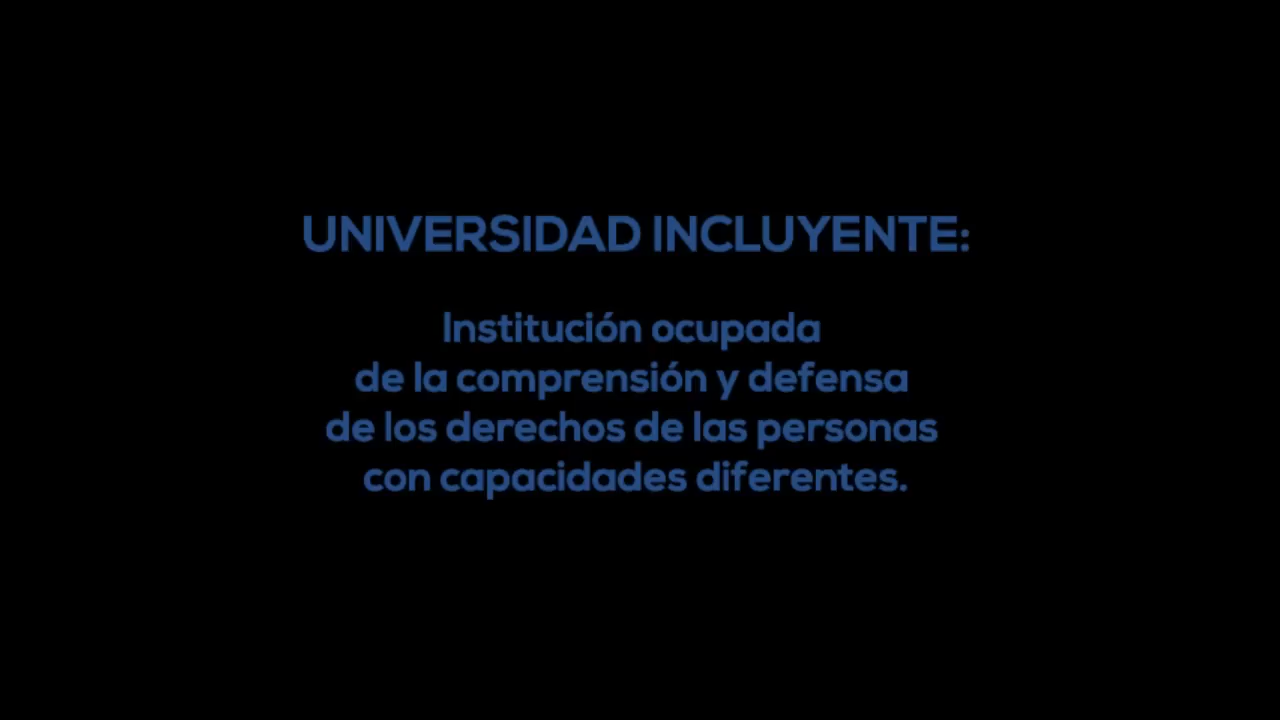 UNIVERSIDAD INCLUYENTE:
Institución ocupada
de la comprensión y defensa
de los derechos de las personas
con capacidades diferentes.